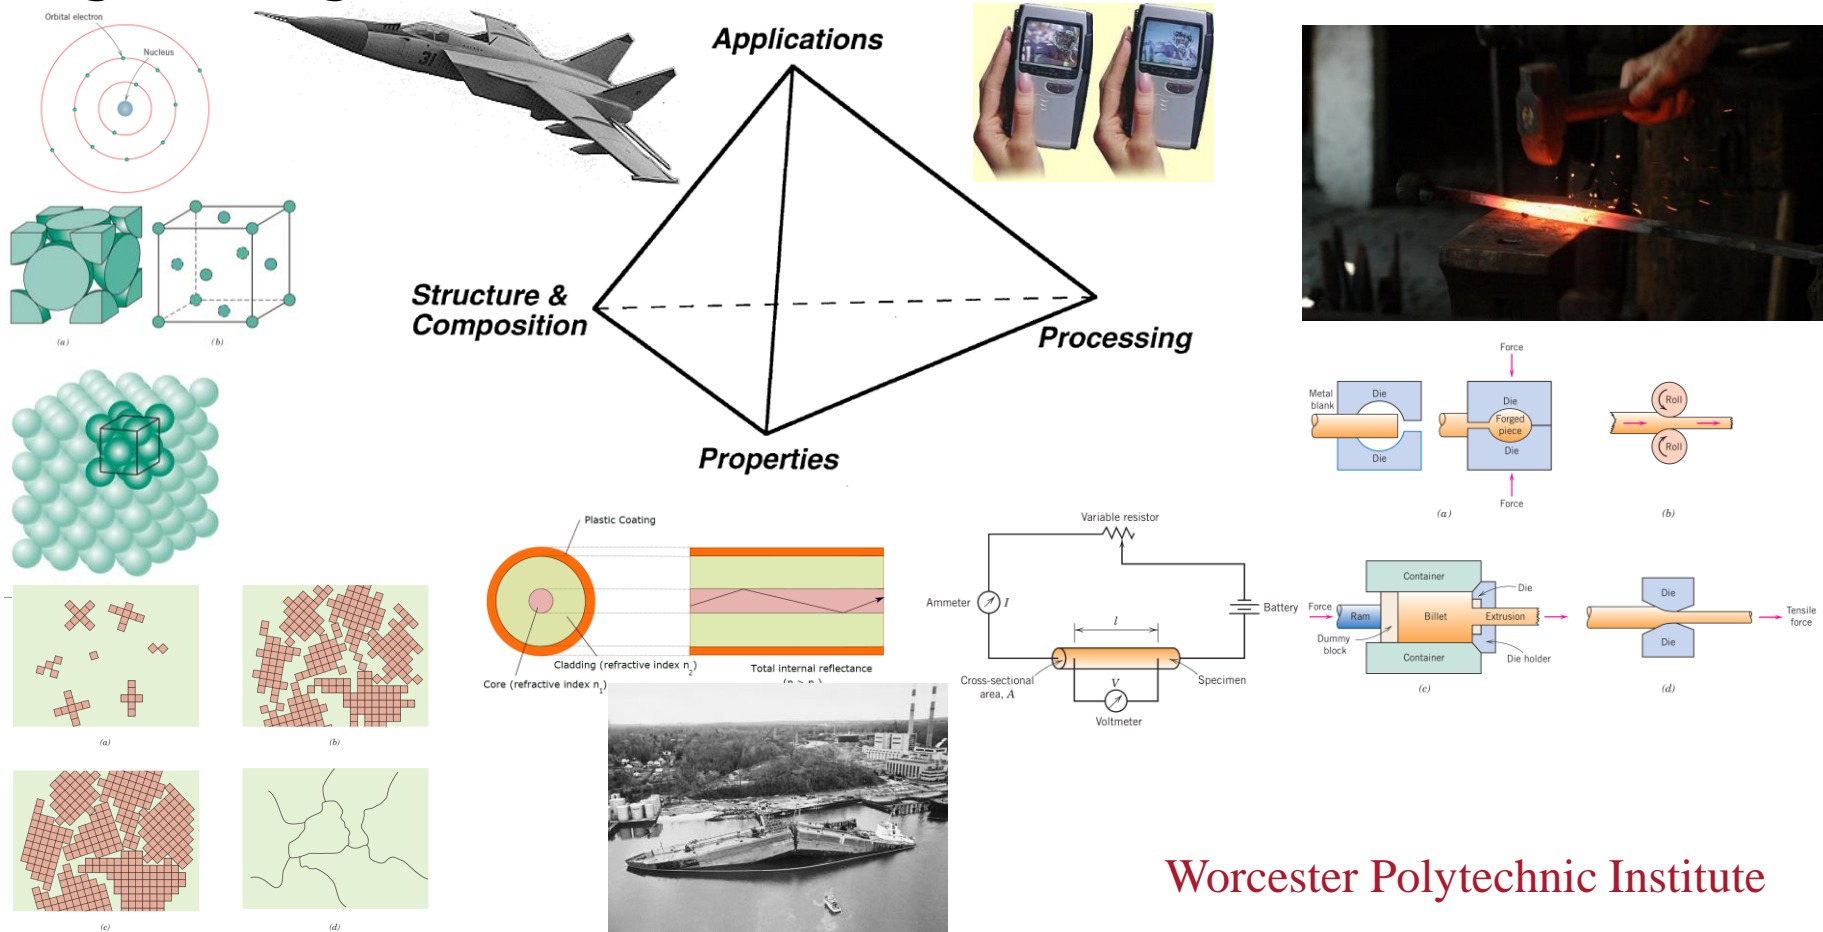 Orbital electron
Nucleus
31
Applications
Structure &
Composition
Processing
Properties
(a)
(b)
(a)
(b)
(c)
(d)
Plastic Coating
Cladding (refractive index n2)
Core (refractive index n1)
Total internal reflectance
Variable resistor
Ammeter
I
Battery
l
Cross-sectional
area, A
Specimen
V
Voltmeter
Force
Metal
blank
Die
Die
Die
Forged
piece
Die
Force
(a)
Roll
Roll
(b)
Container
Die
Force
Ram
Billet
Extrusion
Dummy
block
Container
Die holder
(c)
Die
Die
Tensile
force
(d)
Worcester Polytechnic Institute